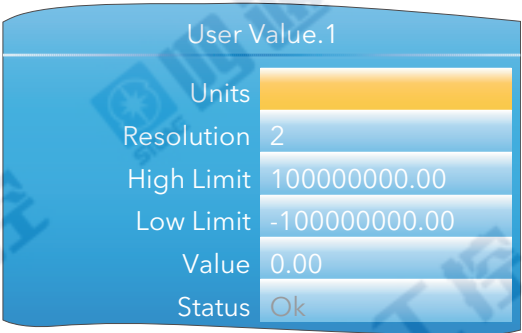 User Value.1
Units
Resolution 2
High Limit 100000000.00
Low Limit -100000000.00
Value 0.00
Status Ok